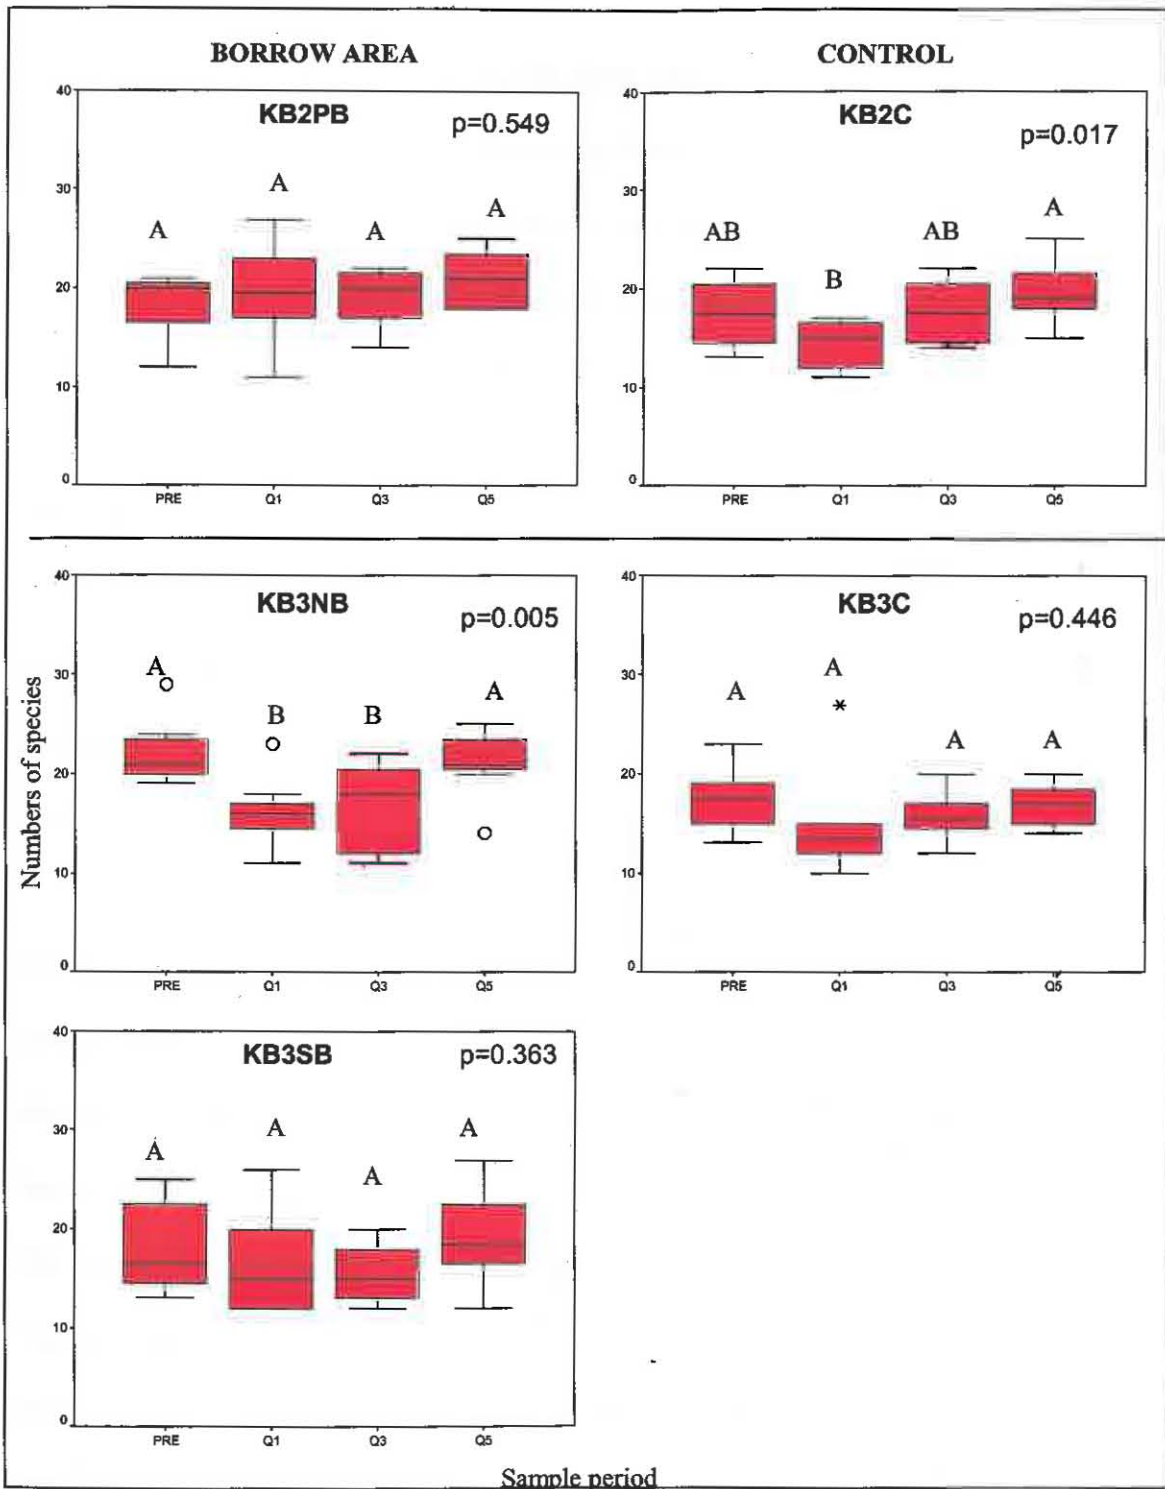 BORROW AREA CONTROL
KB2PB
p=0.549
40
30
20
10
0
A
A
A
A
PRE Q1 Q3 Q5
KB2C
p=0.017
40
30
20
10
0
AB
B
AB
A
PRE Q1 Q3 Q5
Numbers of species
KB3NB
p=0.005
40
30
20
10
0
A
B
B
A
PRE Q1 Q3 Q5
KB3C
p=0.446
40
30
20
10
0
A
A
A
A
PRE Q1 Q3 Q5
KB3SB
p=0.363
40
30
20
10
0
A
A
A
A
PRE Q1 Q3 Q5
Sample period